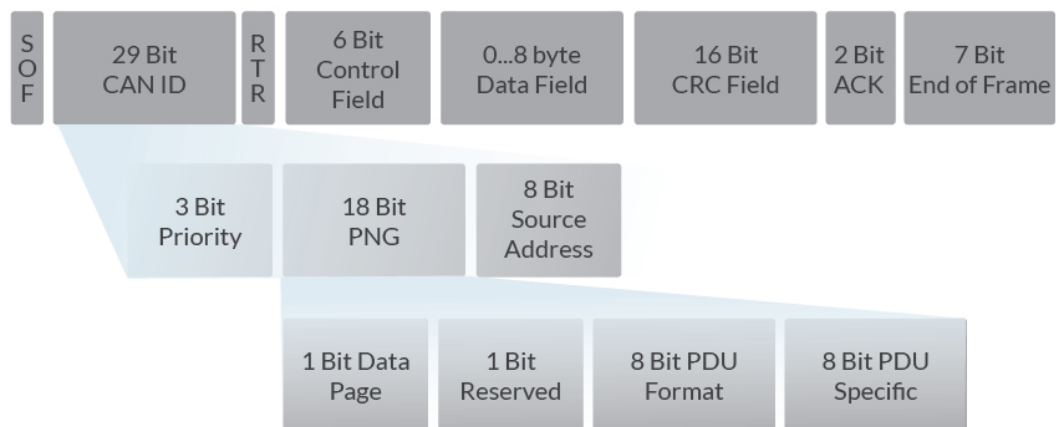 S
O
F
29 Bit
CAN ID
R
T
R
6 Bit
Control
Field
0...8 byte
Data Field
16 Bit
CRC Field
2 Bit
ACK
7 Bit
End of Frame
3 Bit
Priority
18 Bit
PNG
8 Bit
Source
Address
1 Bit Data
Page
1 Bit
Reserved
8 Bit PDU
Format
8 Bit PDU
Specific